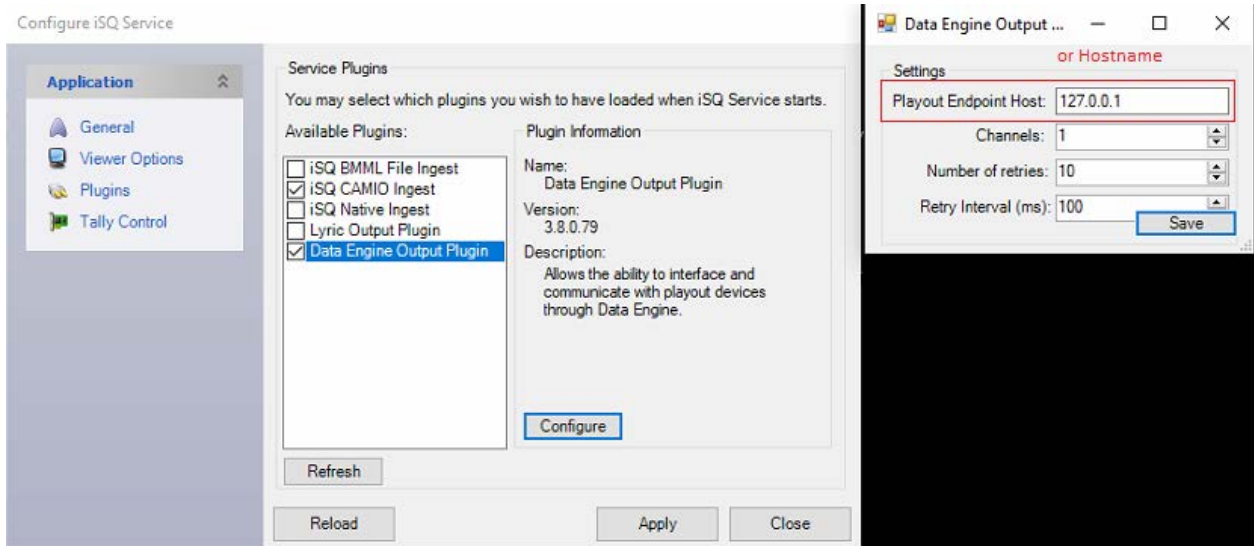 Configure iSQ Service
Application
General
Viewer Options
Plugins
Tally Control
Service Plugins
You may select which plugins you wish to have loaded when iSQ Service starts.
Available Plugins:
iSQ BMML File Ingest
iSQ CAMIO Ingest
iSQ Native Ingest
Lyric Output Plugin
Data Engine Output Plugin
Refresh
Plugin Information
Name:
Data Engine Output Plugin
Version:
3.8.0.79
Description:
Allows the ability to interface and
communicate with playout devices
through Data Engine.
Configure
Reload
Apply
Close
Data Engine Output ...
or Hostname
Settings
Playout Endpoint Host: 127.0.0.1
Channels: 1
Number of retries: 10
Retry Interval (ms): 100
Save